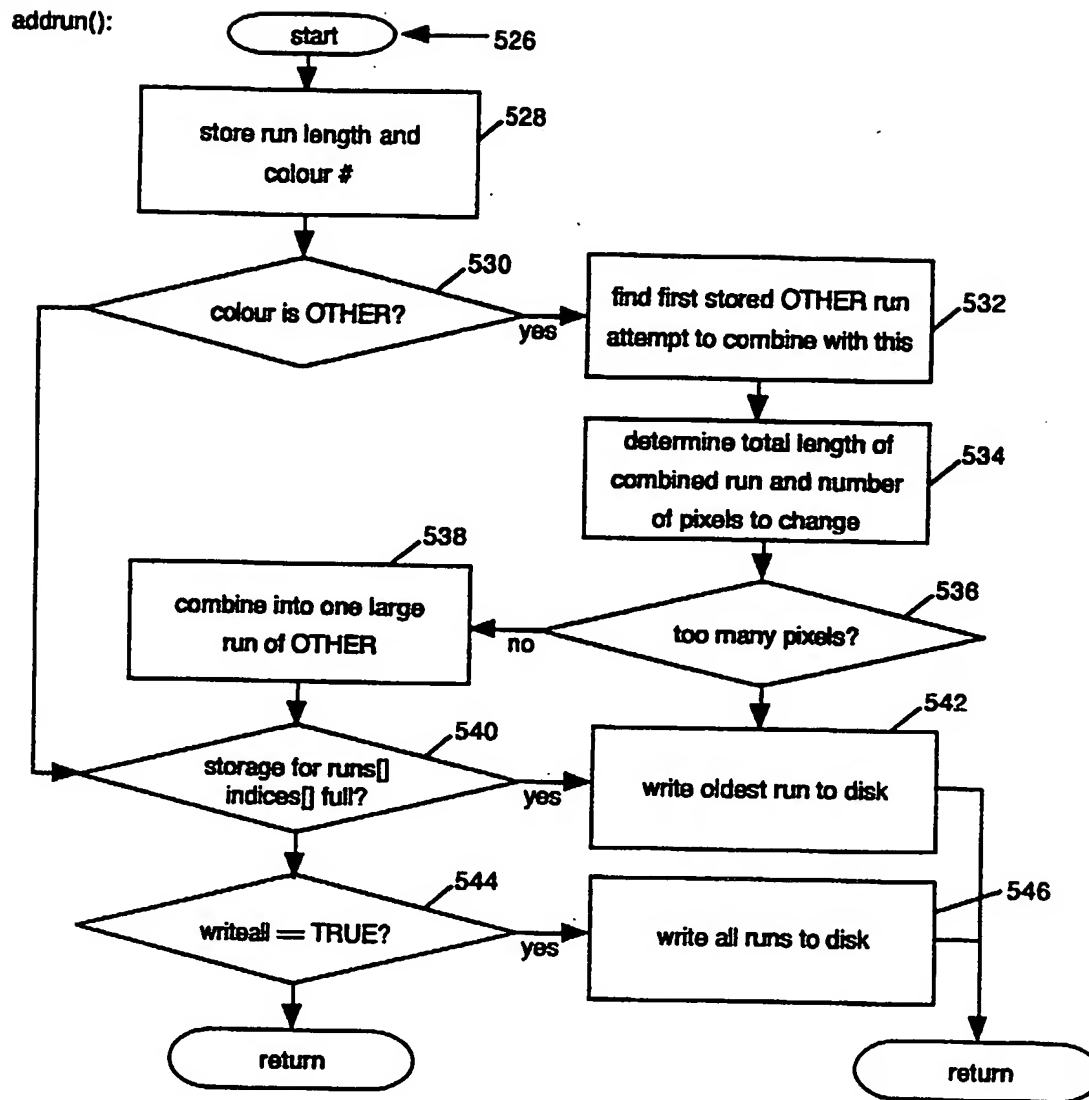 addrun():
start
526
store run length and
colour #
528
colour is OTHER?
530
yes
find first stored OTHER run
attempt to combine with this
532
determine total length of
combined run and number
of pixels to change
534
too many pixels?
536
no
combine into one large
run of OTHER
538
storage for runs[]
indices[] full?
540
yes
write oldest run to disk
542
writeall == TRUE?
544
yes
write all runs to disk
546
return
return